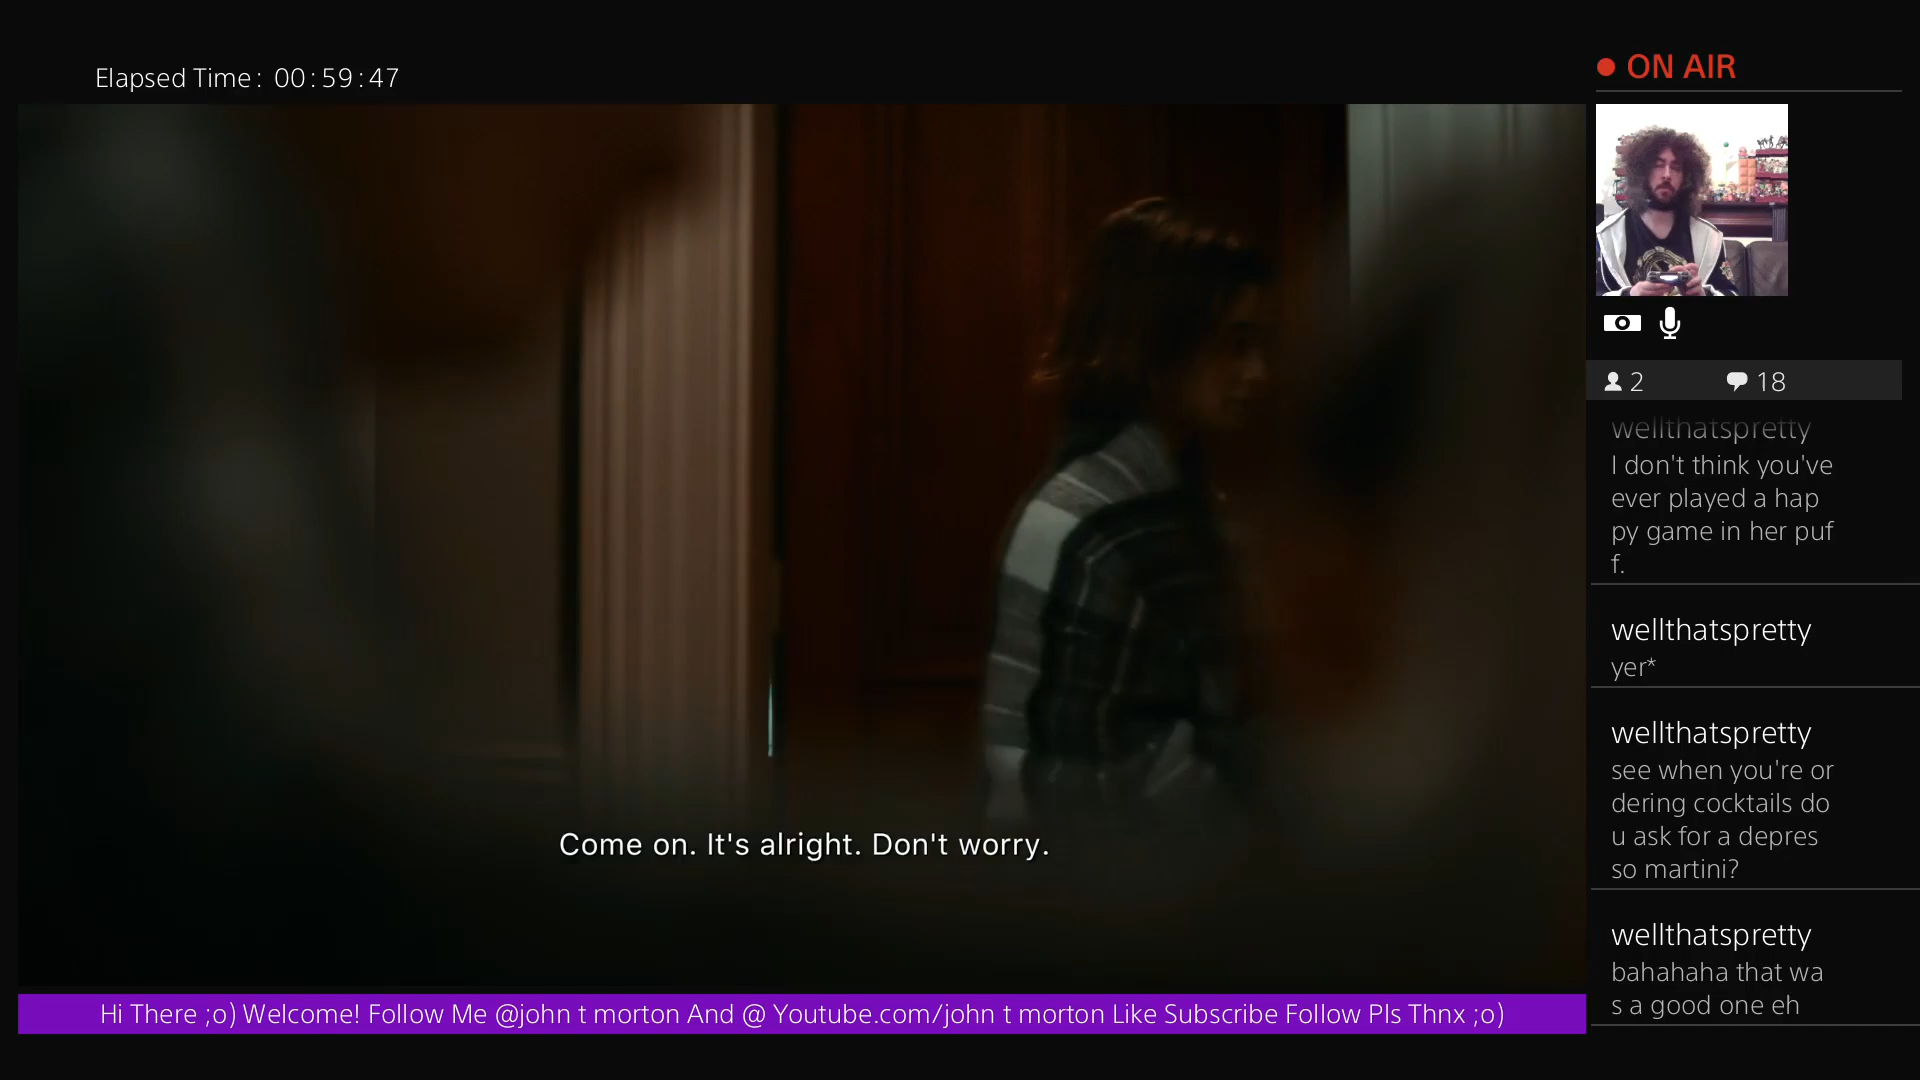 Elapsed Time: 00:59:47
ON AIR
2 18
wellthatspretty
I don't think you've
ever played a hap
py game in her puf
f.
wellthatspretty
yer*
wellthatspretty
see when you're or
dering cocktails do
u ask for a depres
so martini?
wellthatspretty
bahahaha that wa
s a good one eh
Come on. It's alright. Don't worry.
Hi There ;o) Welcome! Follow Me @john t morton And @ Youtube.com/john t morton Like Subscribe Follow Pls Thnx ;o)